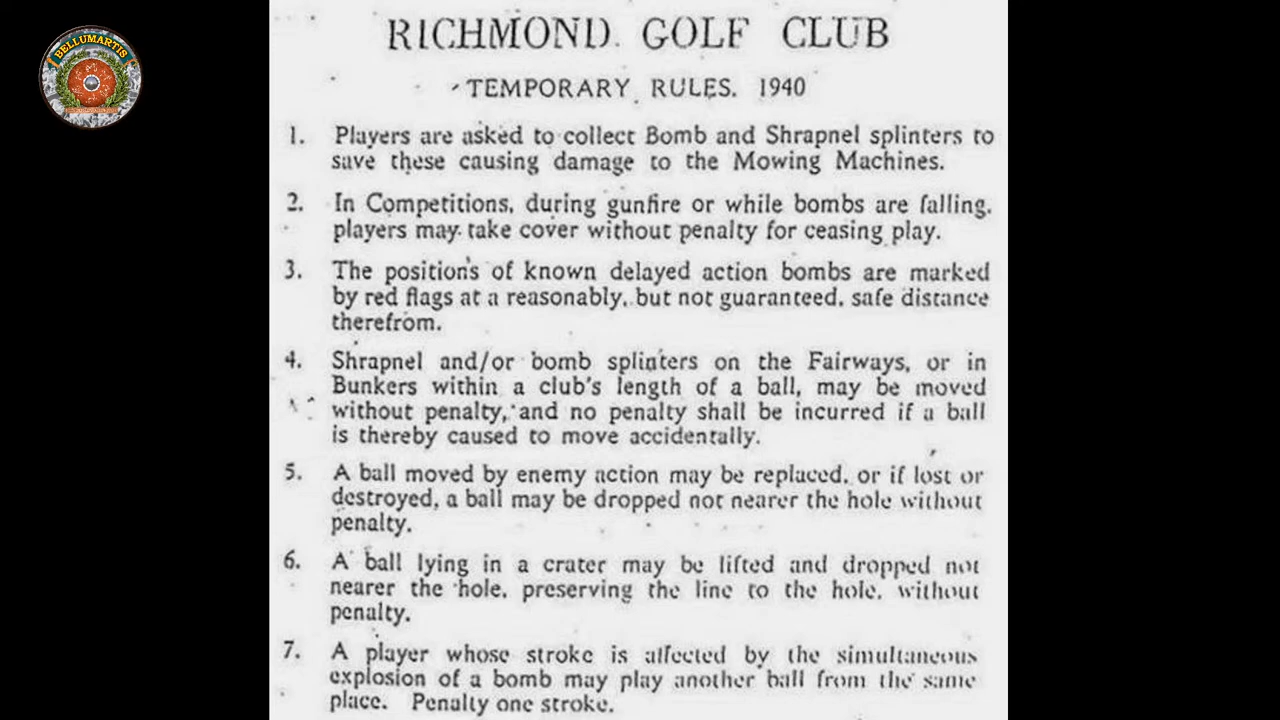 BELLUMARTIS
RICHMOND GOLF CLUB
TEMPORARY RULES. 1940
1. Players are asked to collect Bomb and Shrapnel splinters to
save these causing damage to the Mowing Machines.
2. In Competitions, during gunfire or while bombs are falling,
players may take cover without penalty for ceasing play.
3. The positions of known delayed action bombs are marked
by red flags at a reasonably, but not guaranteed, safe distance
therefrom.
4. Shrapnel and/or bomb splinters on the Fairways, or in
Bunkers within a club's length of a ball, may be moved
without penalty, and no penalty shall be incurred if a ball
is thereby caused to move accidentally.
5. A ball moved by enemy action may be replaced, or if lost or
destroyed, a ball may be dropped not nearer the hole without
penalty.
6. A ball lying in a crater may be lifted and dropped not
nearer the hole, preserving the line to the hole, without
penalty.
7. A player whose stroke is affected by the simultaneous
explosion of a bomb may play another ball from the same
place. Penalty one stroke.